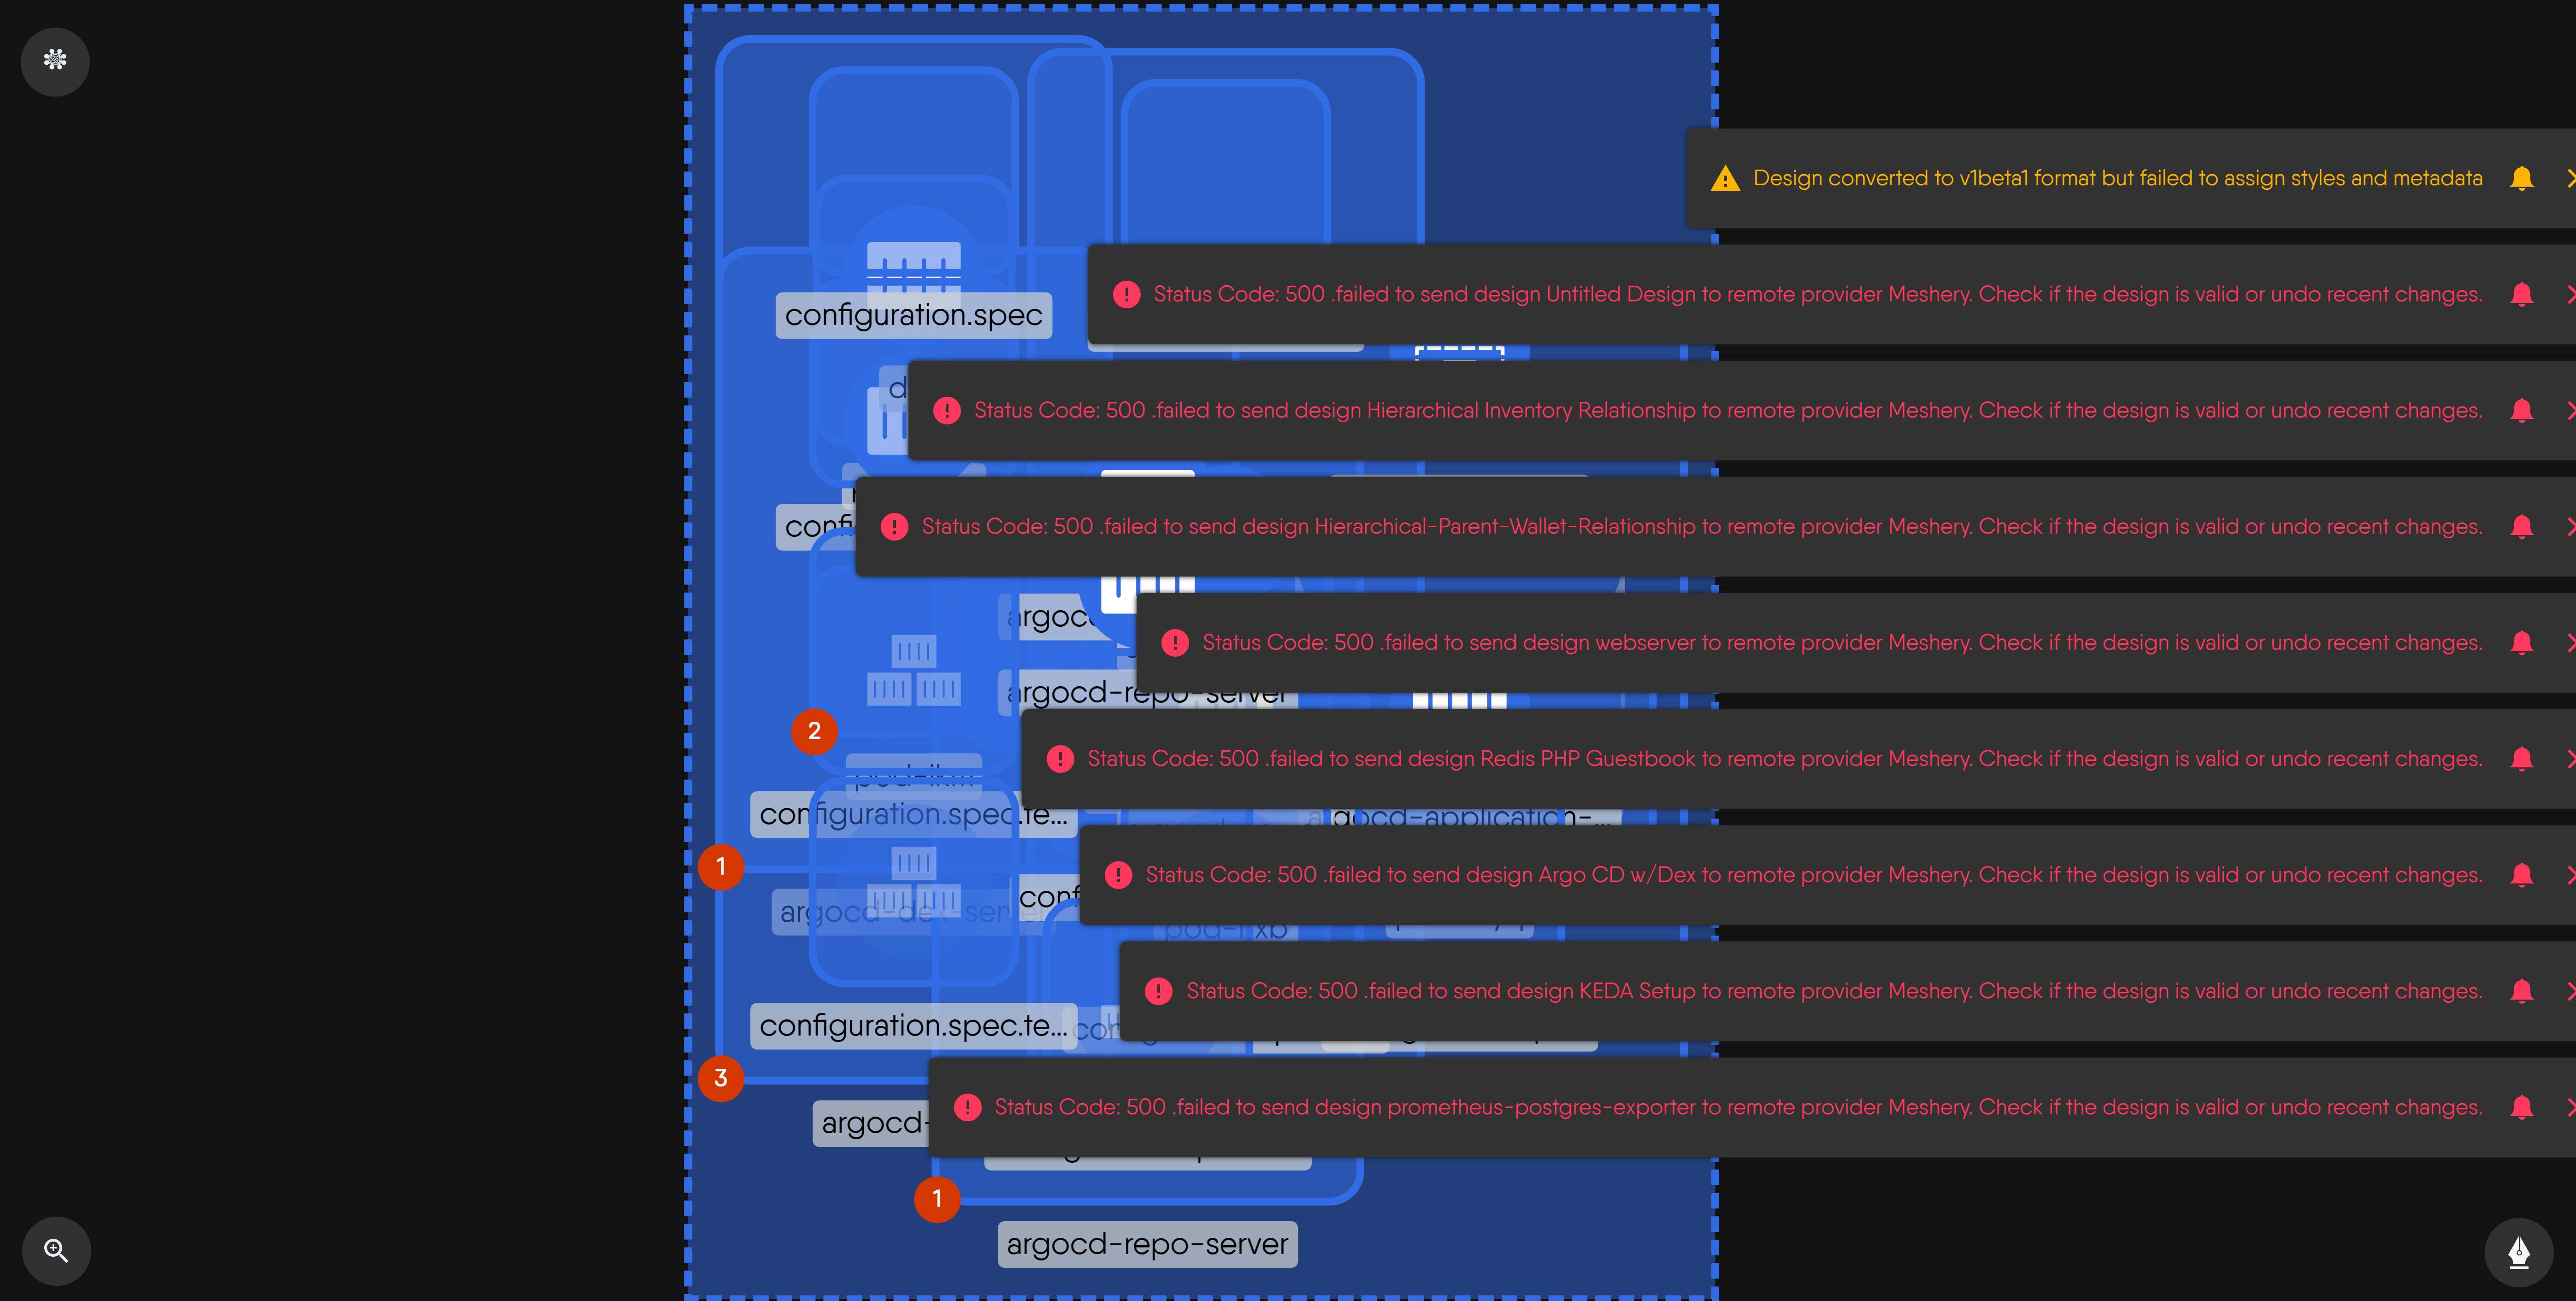 Design converted to v1beta1 format but failed to assign styles and metadata
Status Code: 500 .failed to send design Untitled Design to remote provider Meshery. Check if the design is valid or undo recent changes.
configuration.spec
Status Code: 500 .failed to send design Hierarchical Inventory Relationship to remote provider Meshery. Check if the design is valid or undo recent changes.
Status Code: 500 .failed to send design Hierarchical-Parent-Wallet-Relationship to remote provider Meshery. Check if the design is valid or undo recent changes.
Status Code: 500 .failed to send design webserver to remote provider Meshery. Check if the design is valid or undo recent changes.
argocd-repo-server
2
Status Code: 500 .failed to send design Redis PHP Guestbook to remote provider Meshery. Check if the design is valid or undo recent changes.
configuration.spec.te...
argocd-application-...
1
Status Code: 500 .failed to send design Argo CD w/Dex to remote provider Meshery. Check if the design is valid or undo recent changes.
argocd-dex-server
Status Code: 500 .failed to send design KEDA Setup to remote provider Meshery. Check if the design is valid or undo recent changes.
configuration.spec.te...
3
Status Code: 500 .failed to send design prometheus-postgres-exporter to remote provider Meshery. Check if the design is valid or undo recent changes.
argocd-
1
argocd-repo-server